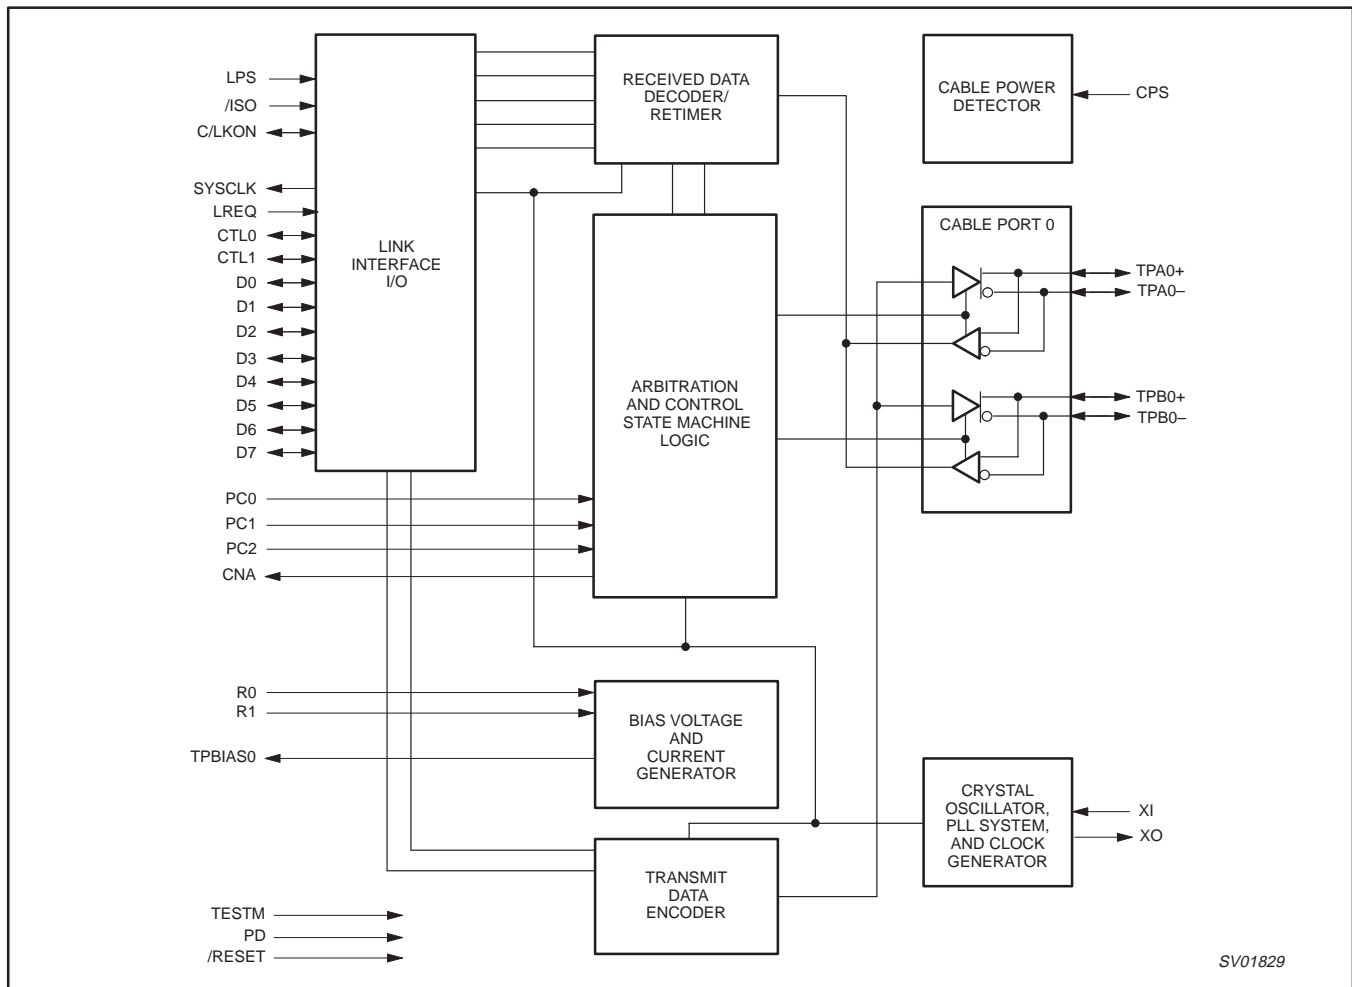 LPS
/ISO
C/LKON
SYSCLK
LREQ
CTL0
CTL1
D0
D1
D2
D3
D4
D5
D6
D7
LINK
INTERFACE
I/O
RECEIVED DATA
DECODER/
RETIMER
CABLE POWER
DETECTOR
CPS
CABLE PORT 0
TPA0+
TPA0–
TPB0+
TPB0–
ARBITRATION
AND CONTROL
STATE MACHINE
LOGIC
PC0
PC1
PC2
CNA
R0
R1
TPBIAS0
BIAS VOLTAGE
AND
CURRENT
GENERATOR
CRYSTAL
OSCILLATOR,
PLL SYSTEM,
AND CLOCK
GENERATOR
XI
XO
TRANSMIT
DATA
ENCODER
TESTM
PD
/RESET
SV01829